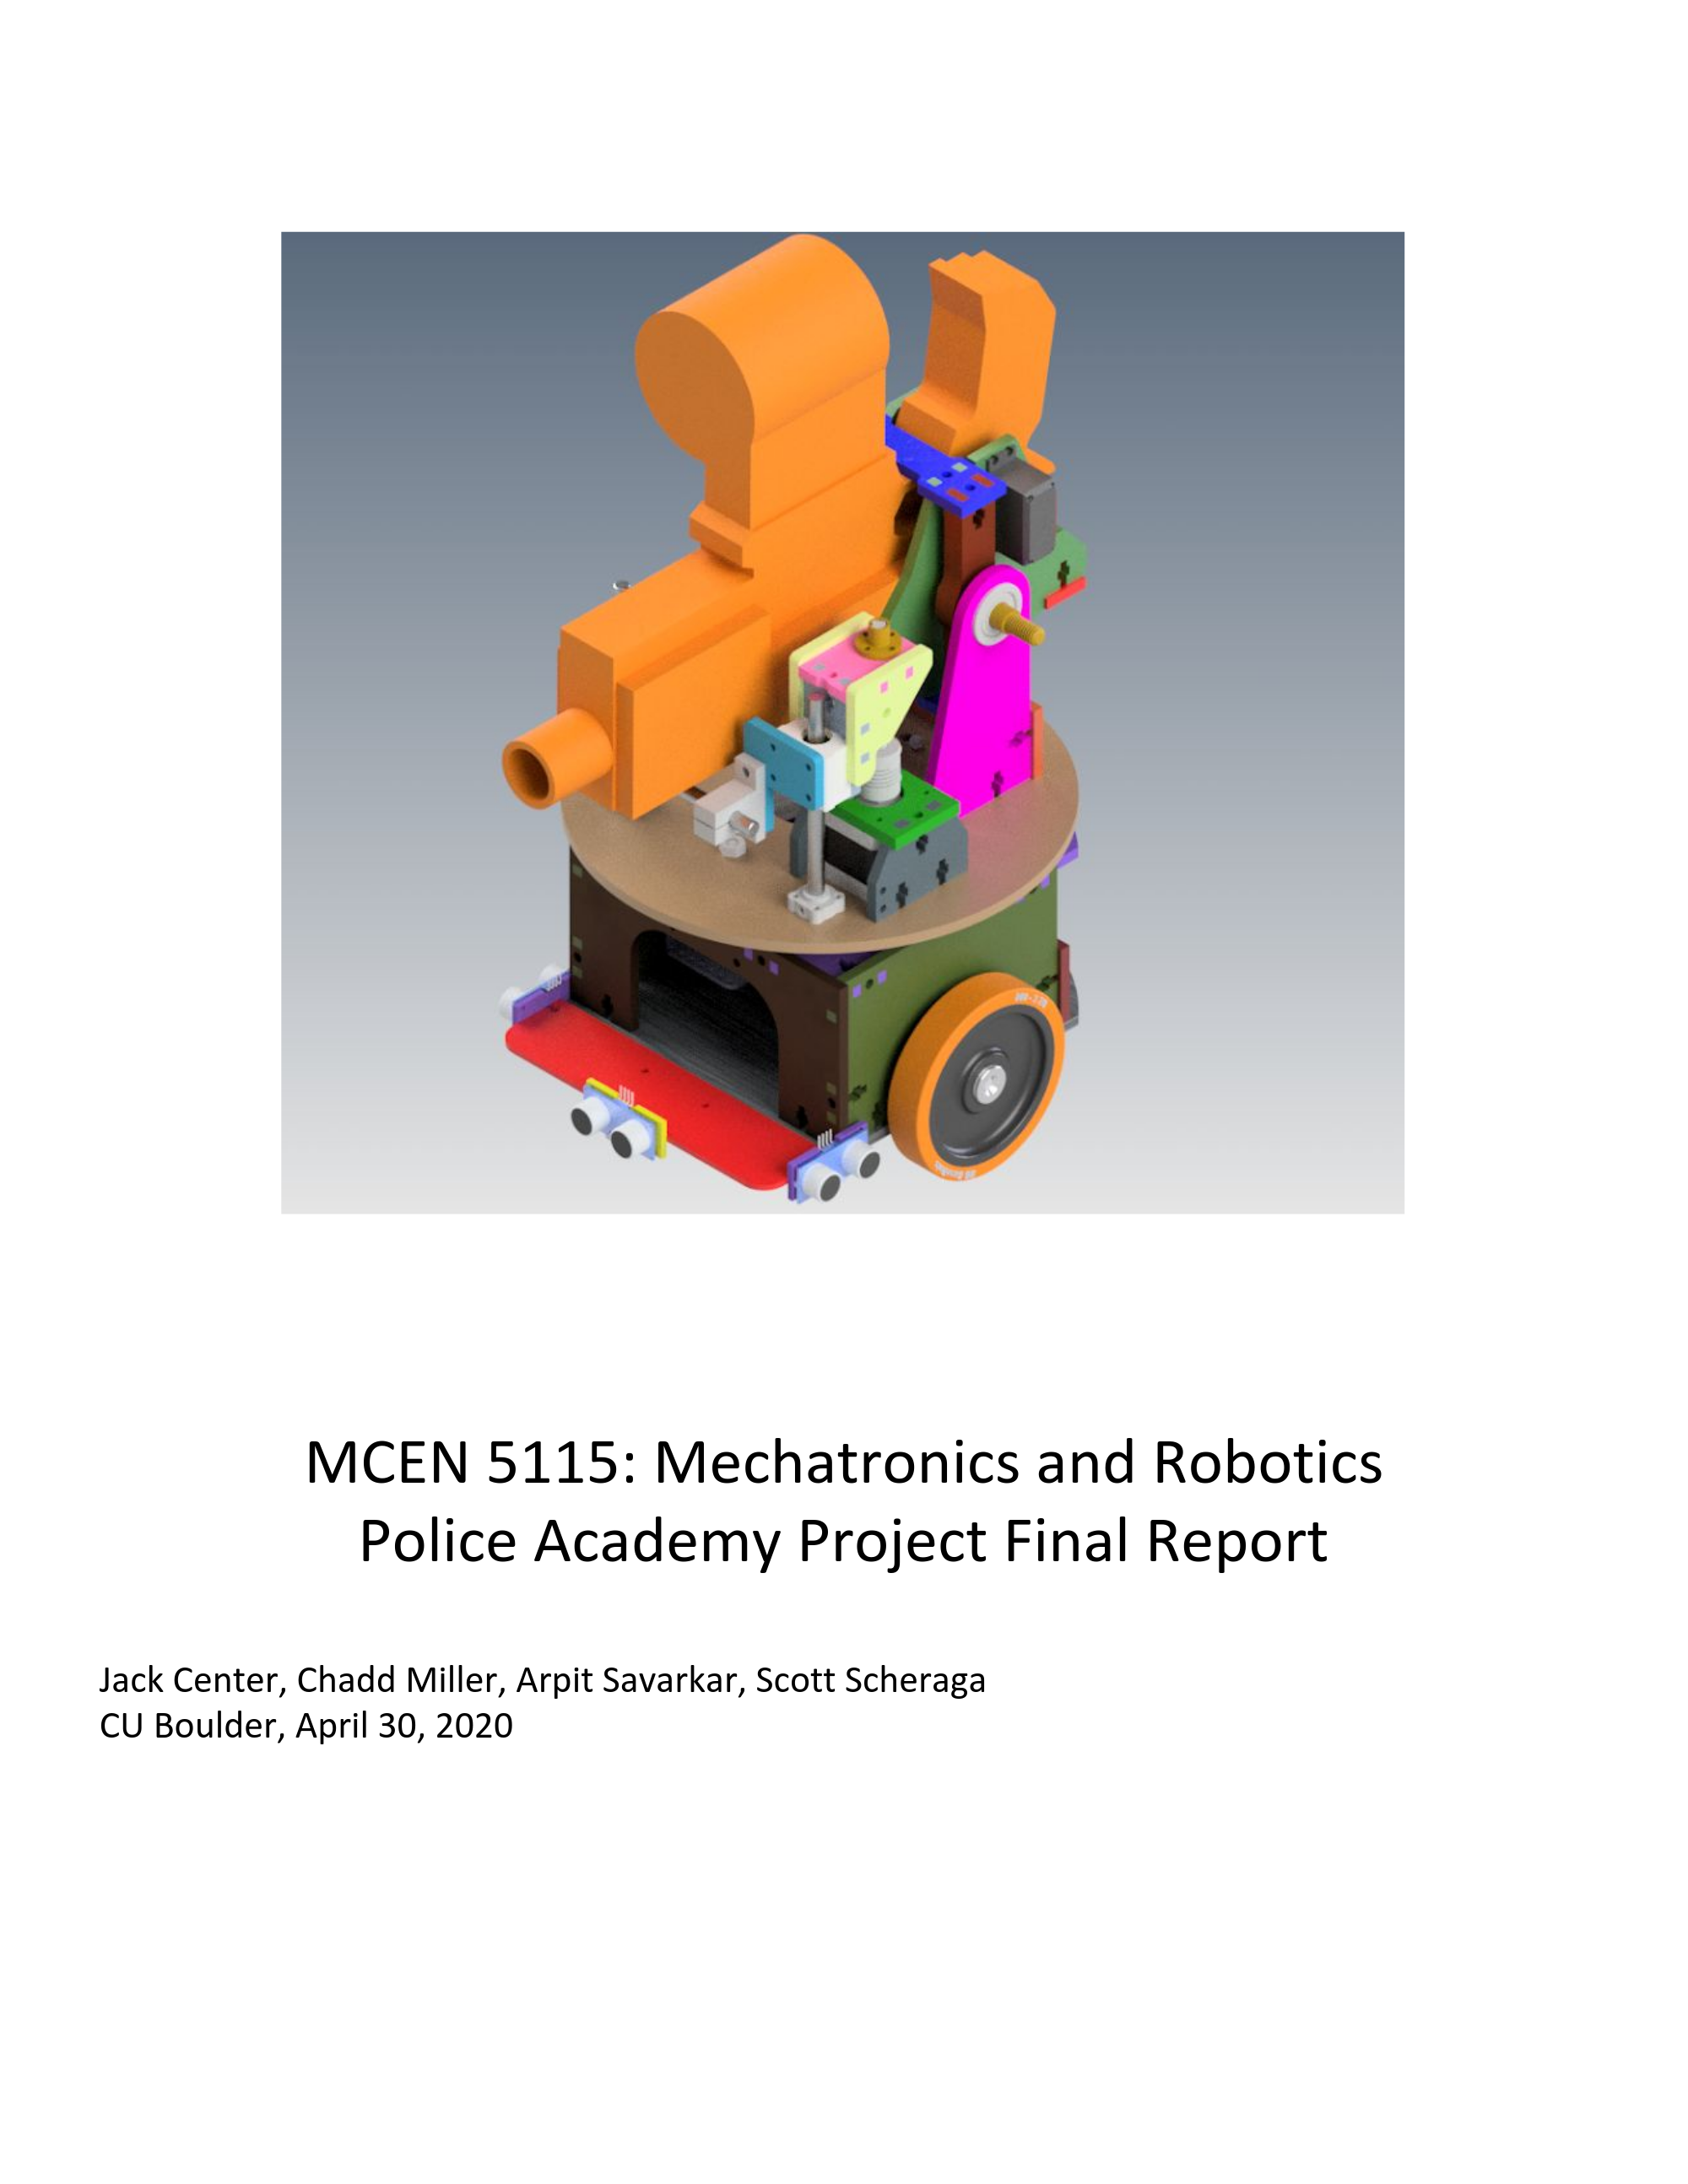 MCEN 5115: Mechatronics and Robotics
Police Academy Project Final Report
Jack Center, Chadd Miller, Arpit Savarkar, Scott Scheraga
CU Boulder, April 30, 2020